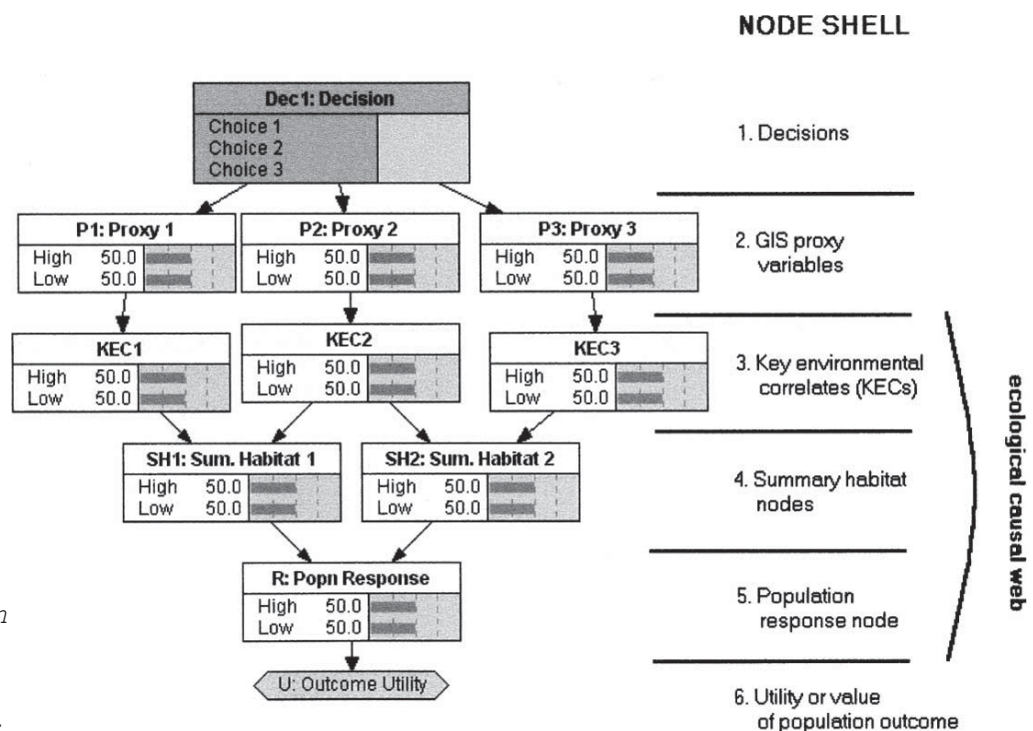 NODE SHELL
Dec1: Decision
Choice 1
Choice 2
Choice 3
1. Decisions
P1: Proxy 1
High 50.0
Low 50.0
P2: Proxy 2
High 50.0
Low 50.0
P3: Proxy 3
High 50.0
Low 50.0
2. GIS proxy
variables
KEC1
High 50.0
Low 50.0
KEC2
High 50.0
Low 50.0
KEC3
High 50.0
Low 50.0
3. Key environmental
correlates (KECs)
SH1: Sum. Habitat 1
High 50.0
Low 50.0
SH2: Sum. Habitat 2
High 50.0
Low 50.0
4. Summary habitat
nodes
R: Popn Response
High 50.0
Low 50.0
5. Population
response node
U: Outcome Utility
6. Utility or value
of population outcome
ecological causal web